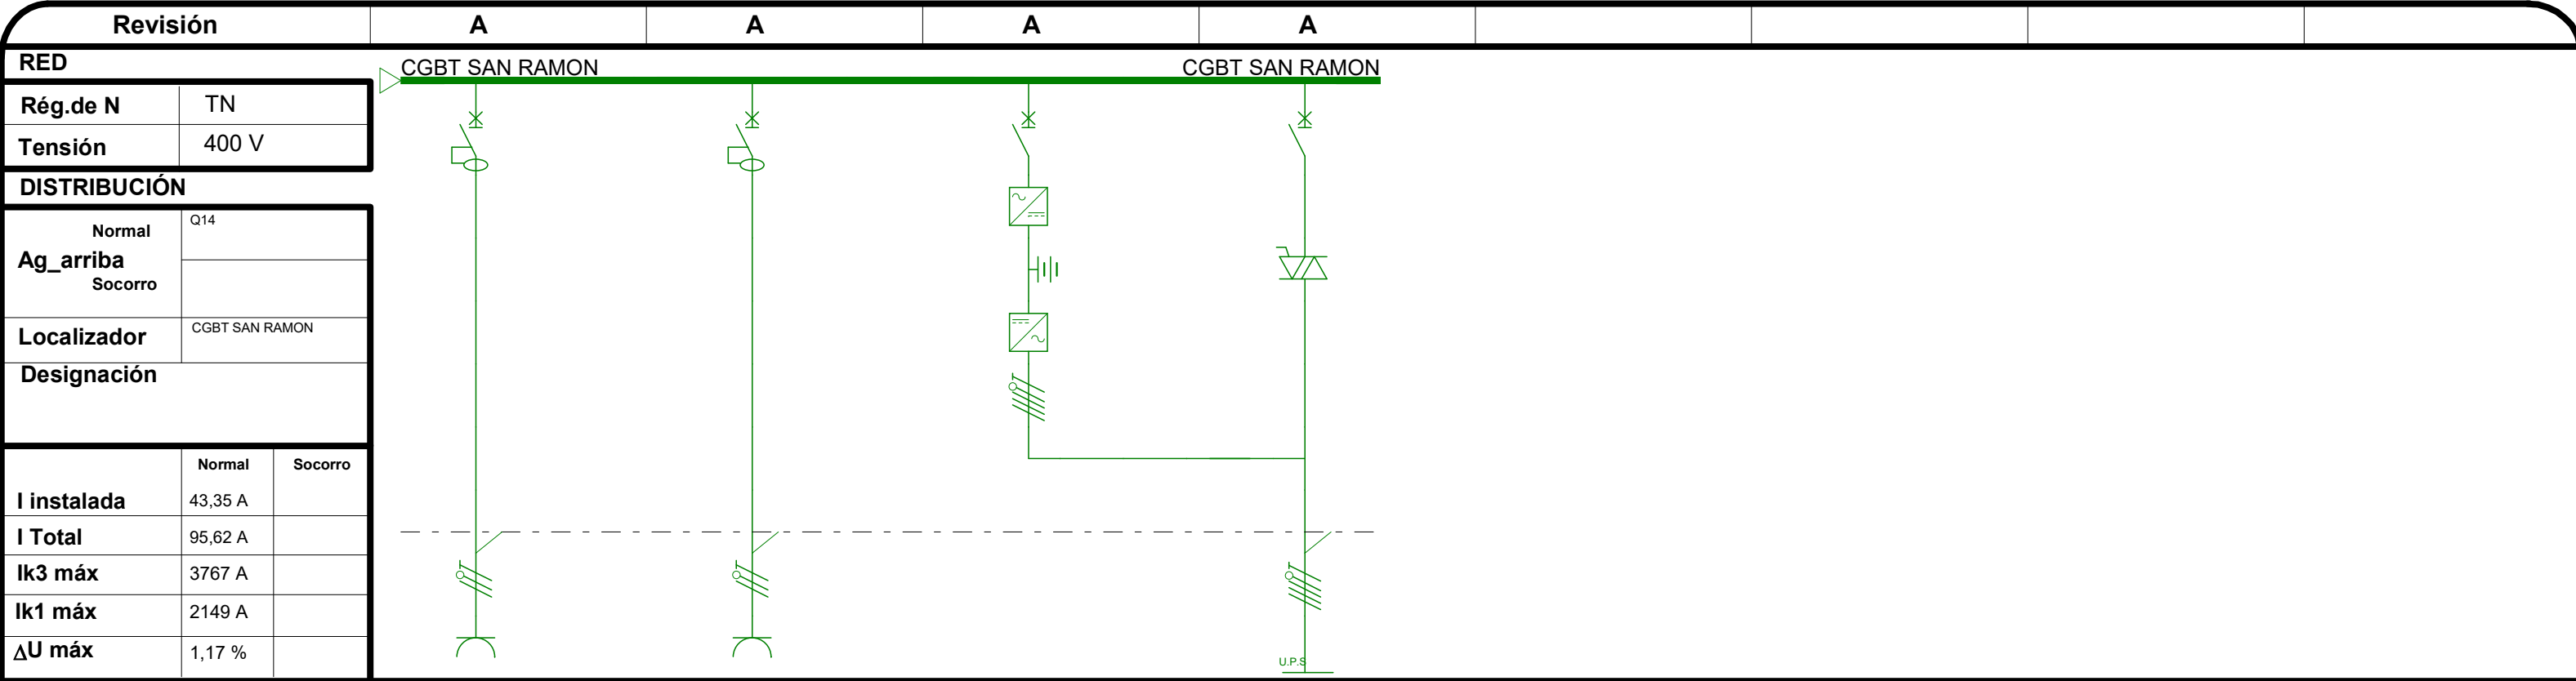 Revisión A A A A
RED
CGBT SAN RAMON CGBT SAN RAMON
Rég.de N TN
Tensión 400 V
DISTRIBUCIÓN
Q14
Normal
Ag_arriba
Socorro
Localizador CGBT SAN RAMON
Designación
Normal Socorro
I instalada 43,35 A
I Total 95,62 A
Ik3 máx 3767 A
Ik1 máx 2149 A
ΔU máx 1,17 %
U.P.S